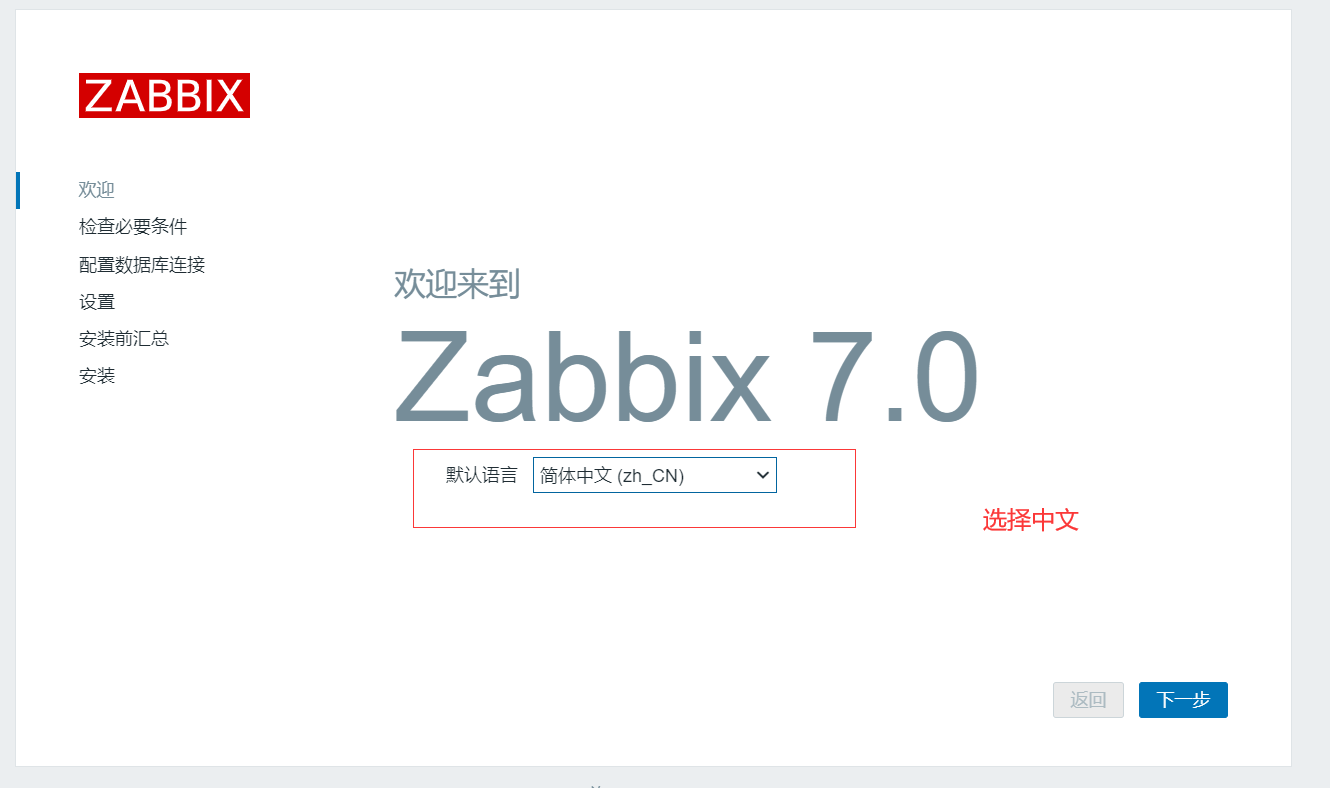 ZABBIX
欢迎
检查必要条件
配置数据库连接
设置
安装前汇总
安装
欢迎来到
Zabbix 7.0
默认语言 简体中文 (zh_CN)
选择中文
返回 下一步